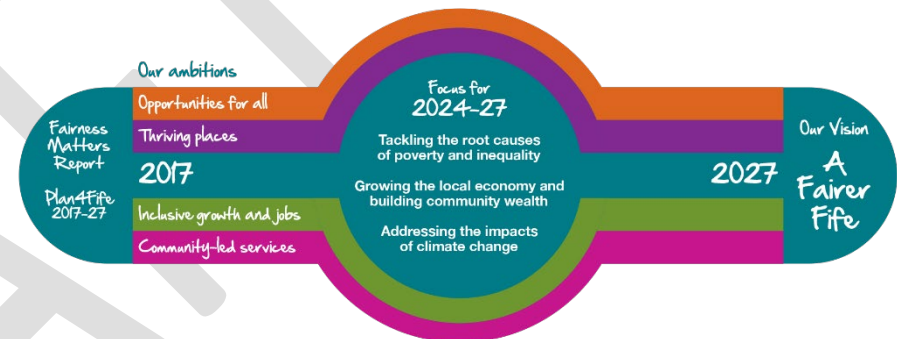 Our ambitions
Opportunities for all
Thriving places
2017
Inclusive growth and jobs
Community-led services
Fairness
Matters
Report
Plan4Fife
2017-27
Focus for
2024-27
Tackling the root causes
of poverty and inequality
Growing the local economy and
building community wealth
Addressing the impacts
of climate change
2027
Our Vision
A
Fairer
Fife